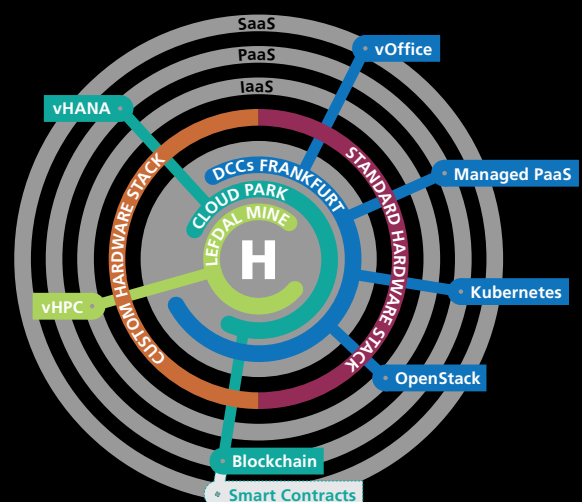 SaaS
PaaS
IaaS
vOffice
vHANA
Managed PaaS
Kubernetes
OpenStack
vHPC
Blockchain
Smart Contracts
CUSTOM HARDWARE STACK
STANDARD HARDWARE STACK
DCCs FRANKFURT
CLOUD PARK
LEFDAL MINE
H